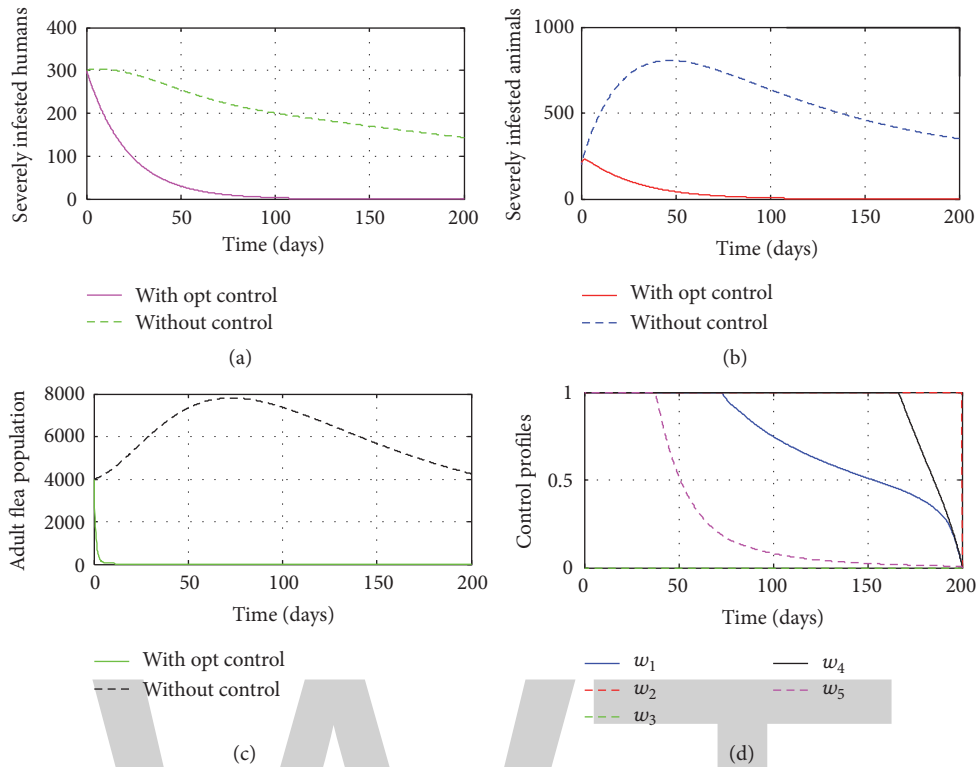 400
300
200
100
0
Severely infested humans
0 50 100 150 200
Time (days)
With opt control
Without control
(a)
1000
500
0
Severely infested animals
0 50 100 150 200
Time (days)
With opt control
Without control
(b)
8000
6000
4000
2000
0
Adult flea population
0 50 100 150 200
Time (days)
With opt control
Without control
(c)
1
0.5
0
Control profiles
0 50 100 150 200
Time (days)
w1
w2
w3
w4
w5
(d)